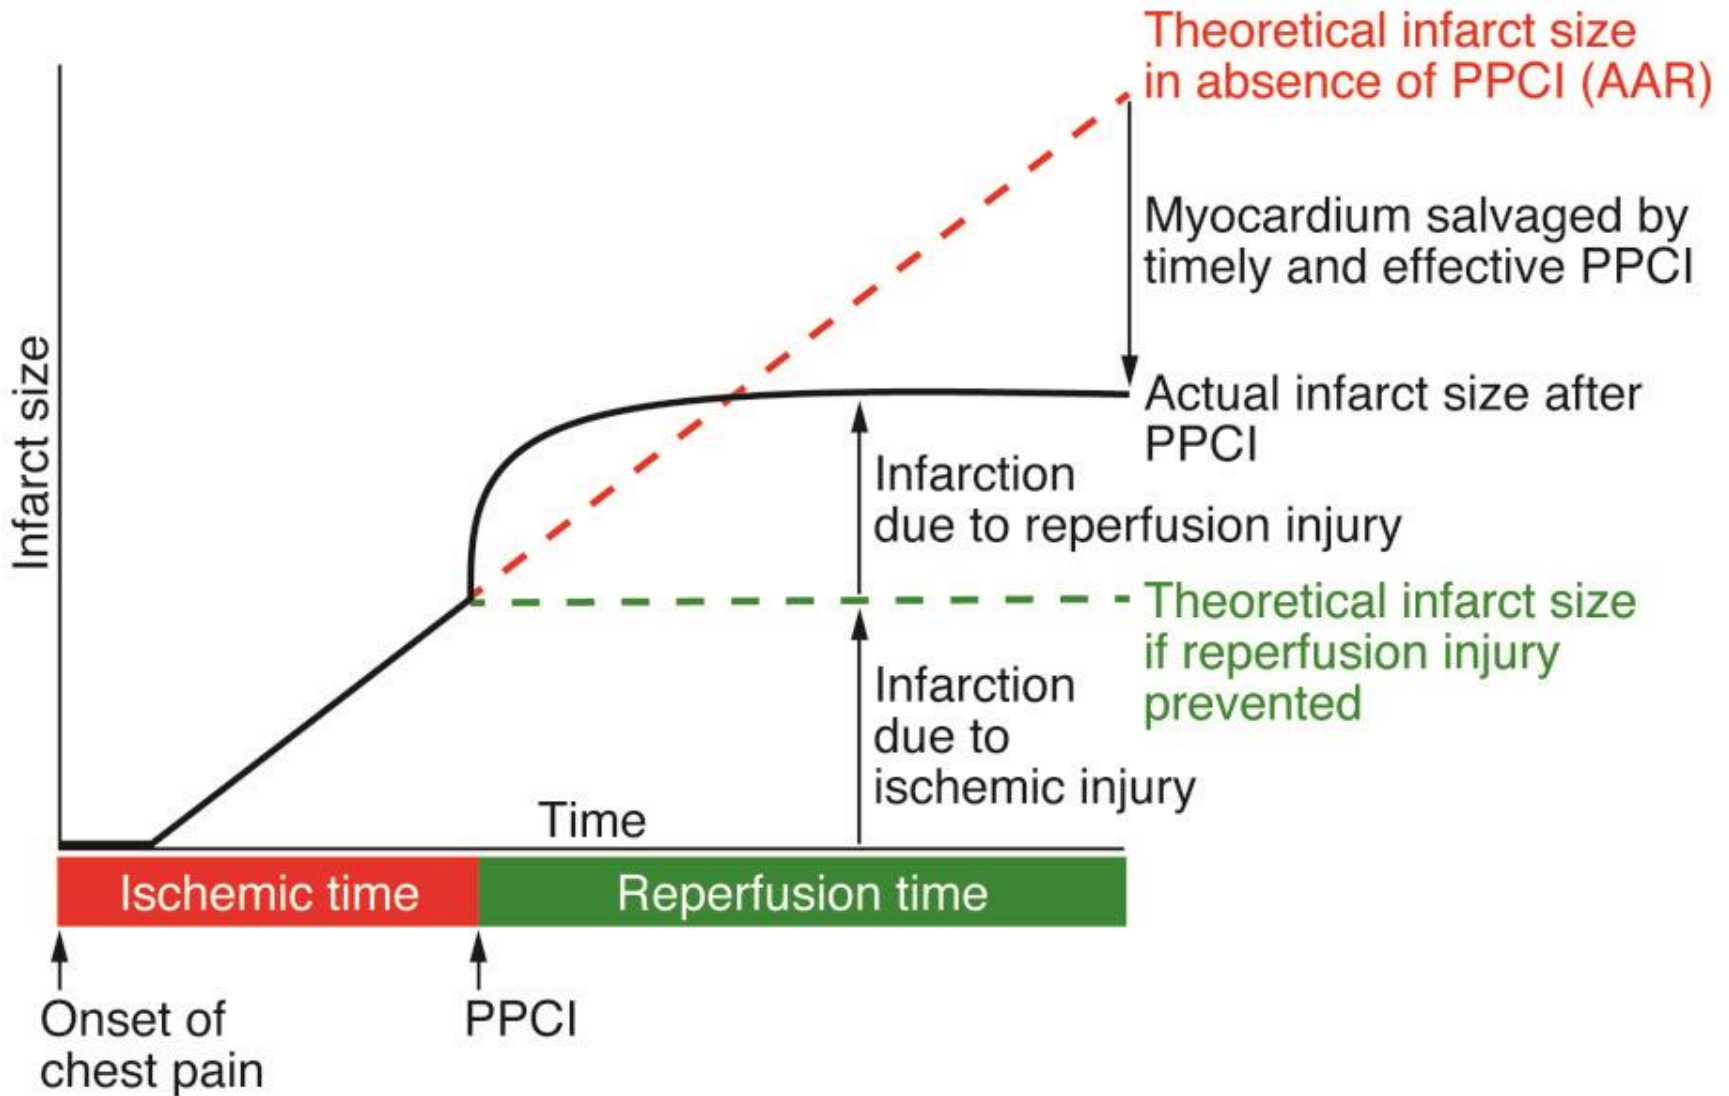 Theoretical infarct size
in absence of PPCI (AAR)
Myocardium salvaged by
timely and effective PPCI
Actual infarct size after
PPCI
Infarction
due to reperfusion injury
Theoretical infarct size
if reperfusion injury
prevented
Infarction
due to
ischemic injury
Infarct size
Time
Ischemic time
Reperfusion time
Onset of
chest pain
PPCI